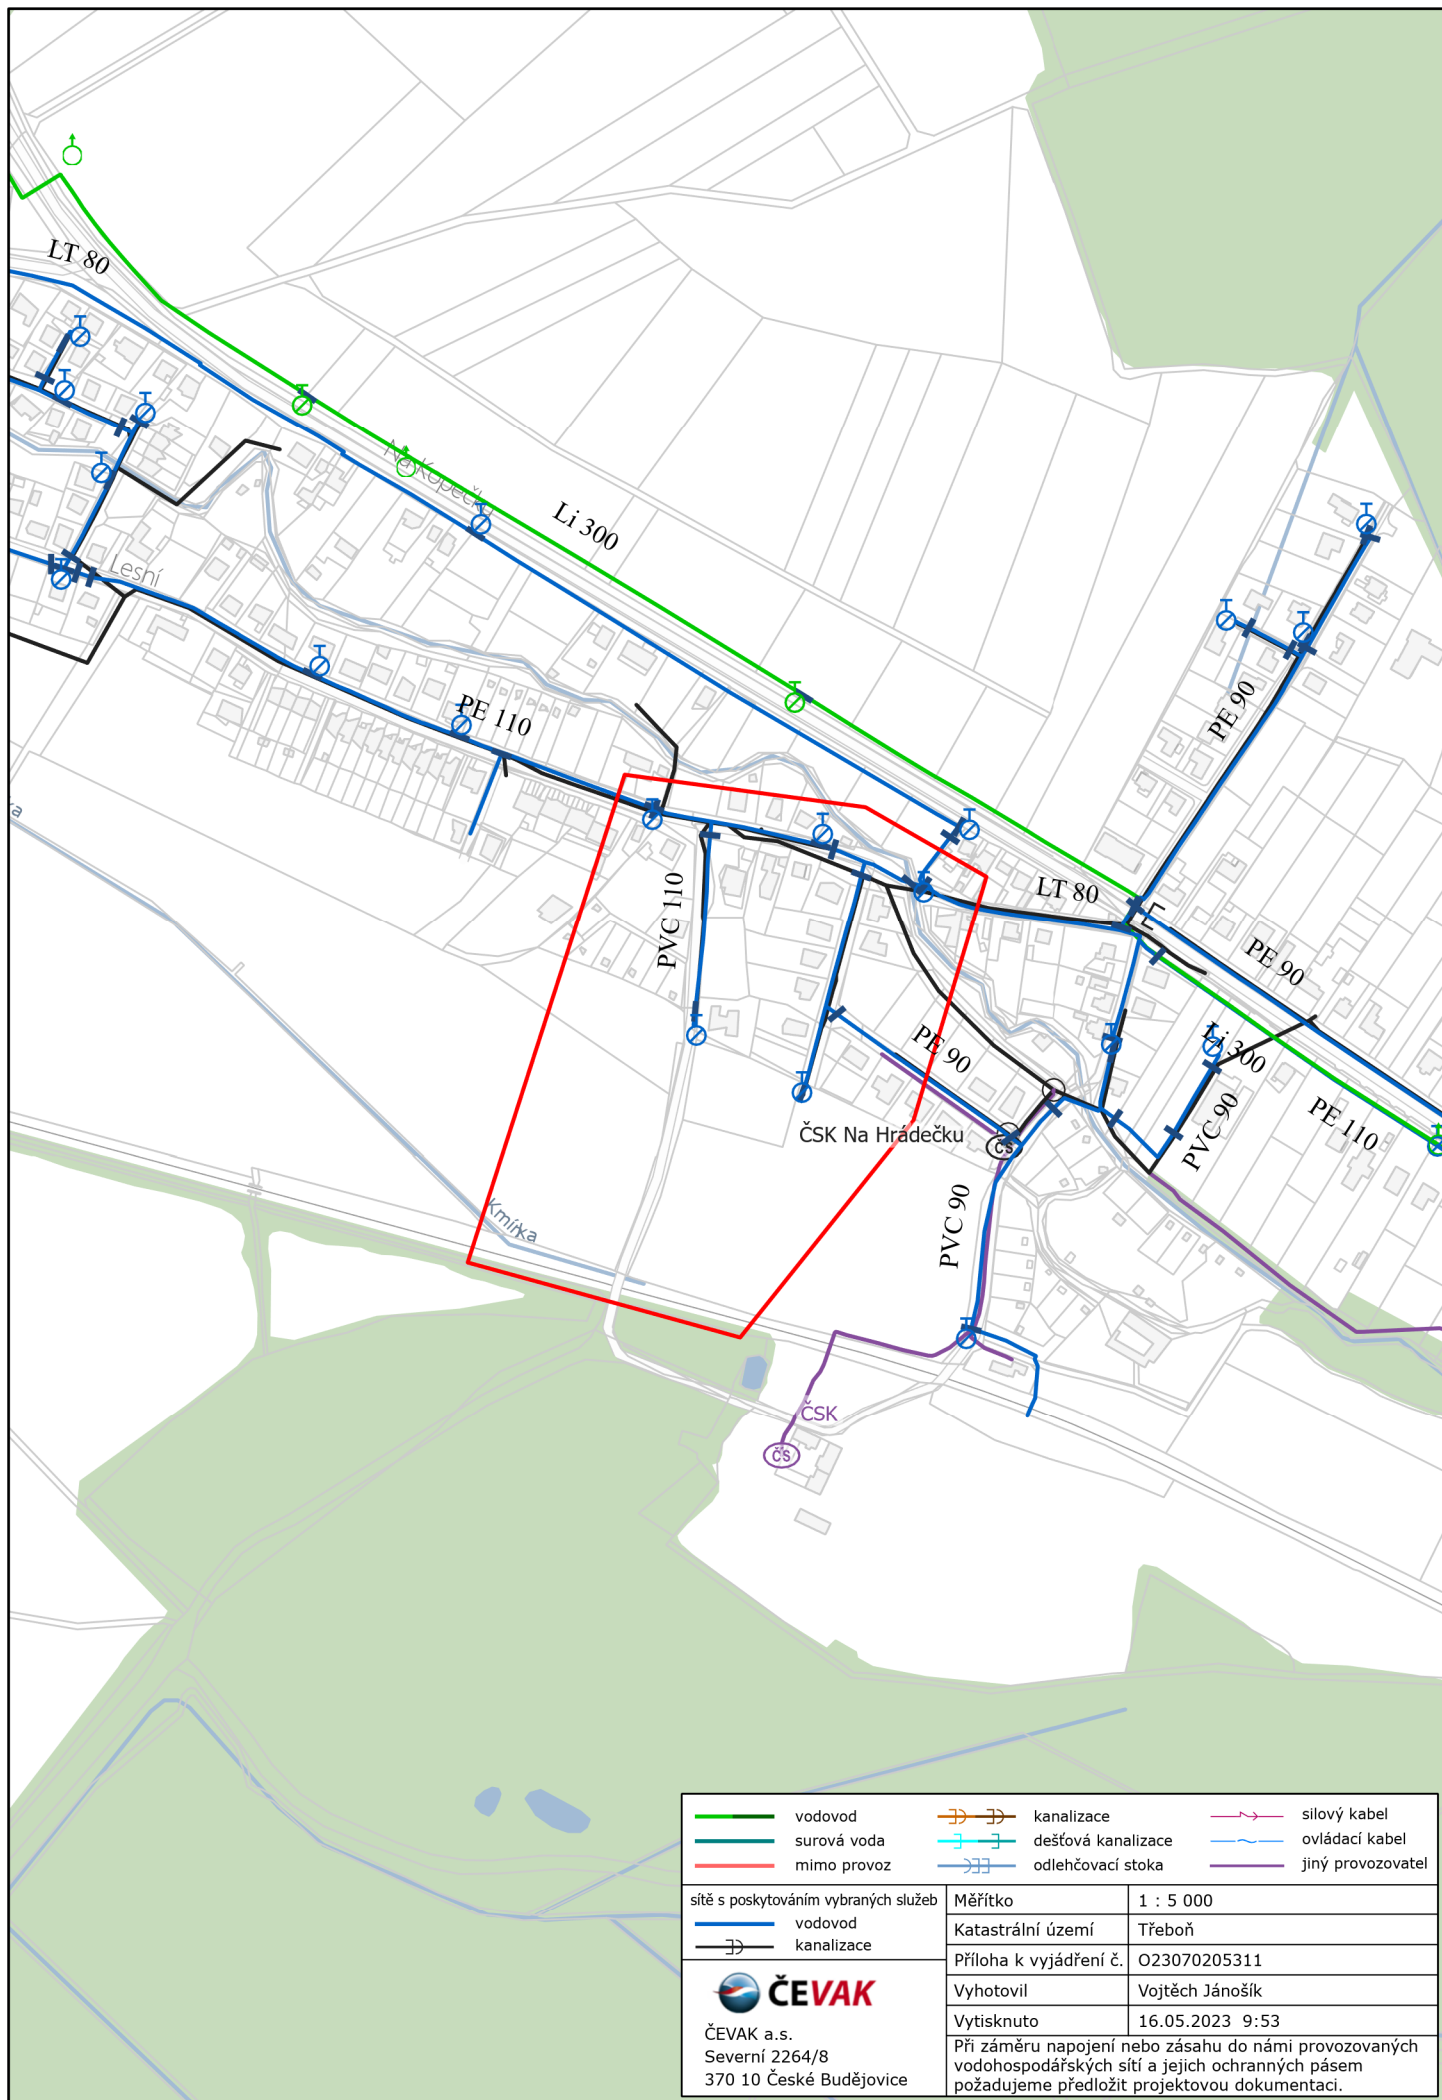 LT 80
Na Kopečku
Li 300
Lesní
PE 110
PE 90
LT 80
PVC 110
PE 90
PE 90
Li 300
PVC 90
PE 110
ČSK Na Hrádečku
ČS
PVC 90
Kmínka
ČSK
ČS
vodovod
surová voda
mimo provoz
kanalizace
dešťová kanalizace
odlehčovací stoka
silový kabel
ovládací kabel
jiný provozovatel
sítě s poskytováním vybraných služeb
vodovod
kanalizace
Měřítko 1 : 5 000
Katastrální území Třeboň
Příloha k vyjádření č. O23070205311
Vyhotovil Vojtěch Jánošík
Vytisknuto 16.05.2023 9:53
ČEVAK
ČEVAK a.s.
Severní 2264/8
370 10 České Budějovice
Při záměru napojení nebo zásahu do námi provozovaných
vodohospodářských sítí a jejich ochranných pásem
požadujeme předložit projektovou dokumentaci.